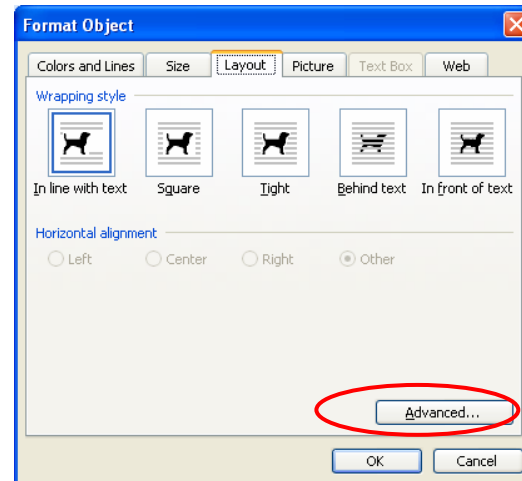 Format Object
Colors and Lines Size Layout Picture Text Box Web
Wrapping style
In line with text Square Tight Behind text In front of text
Horizontal alignment
Left Center Right Other
Advanced...
OK Cancel